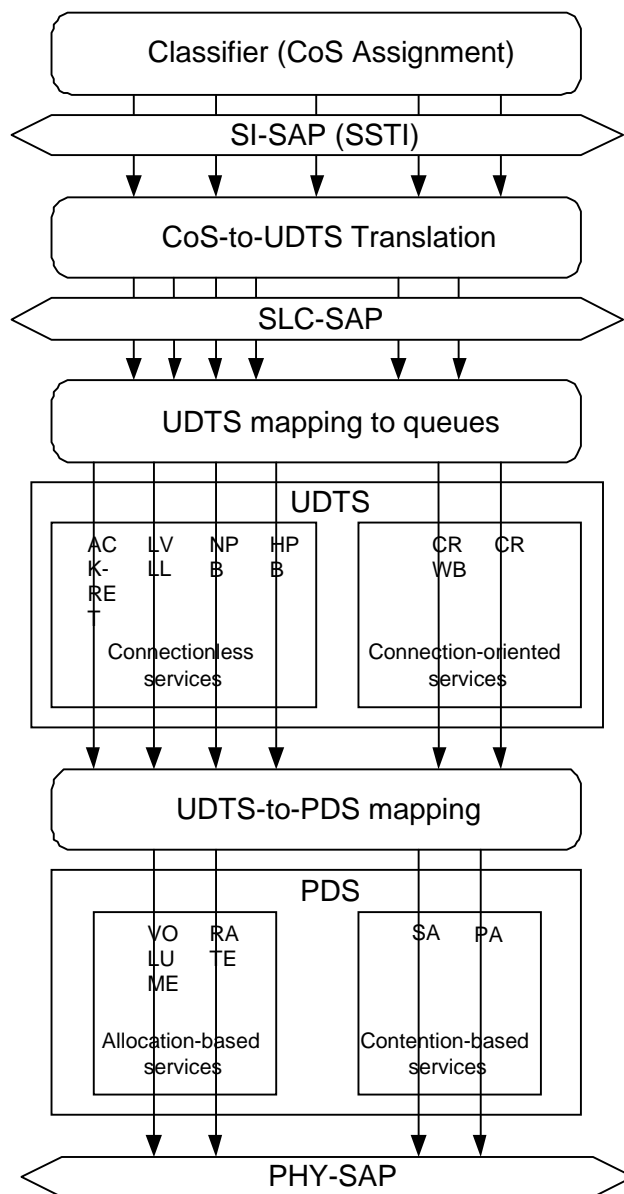 Classifier (CoS Assignment)
SI-SAP (SSTI)
CoS-to-UDTS Translation
SLC-SAP
UDTS mapping to queues
UDTS
AC
K-
RE
T
LV
LL
NP
B
HP
B
Connectionless
services
CR
WB
CR
Connection-oriented
services
UDTS-to-PDS mapping
PDS
VO
LU
ME
RA
TE
Allocation-based
services
SA
PA
Contention-based
services
PHY-SAP